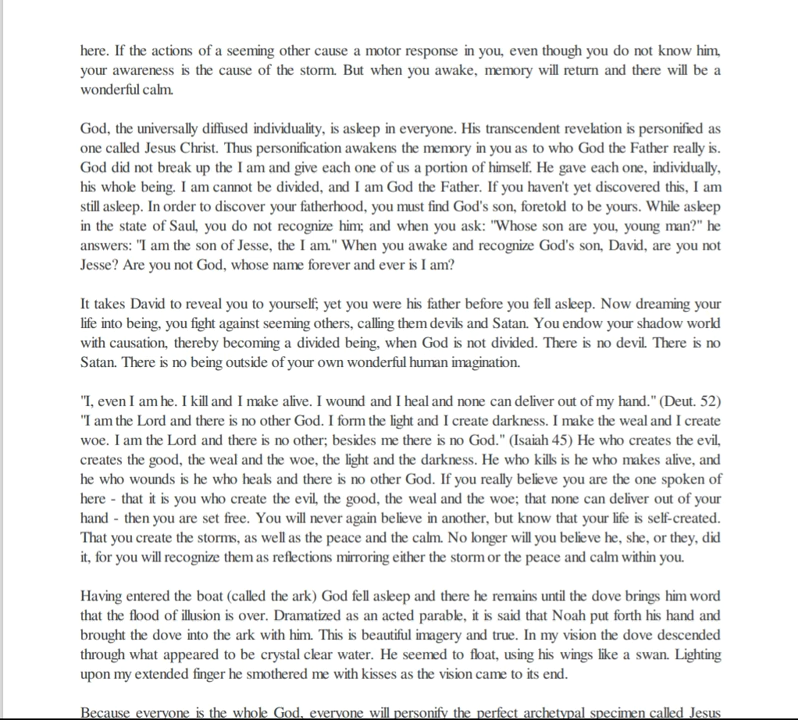 here. If the actions of a seeming other cause a motor response in you, even though you do not know him,
your awareness is the cause of the storm. But when you awake, memory will return and there will be a
wonderful calm.
God, the universally diffused individuality, is asleep in everyone. His transcendent revelation is personified as
one called Jesus Christ. Thus personification awakens the memory in you as to who God the Father really is.
God did not break up the I am and give each one of us a portion of himself. He gave each one, individually,
his whole being. I am cannot be divided, and I am God the Father. If you haven't yet discovered this, I am
still asleep. In order to discover your fatherhood, you must find God's son, foretold to be yours. While asleep
in the state of Saul, you do not recognize him; and when you ask: "Whose son are you, young man?" he
answers: "I am the son of Jesse, the I am." When you awake and recognize God's son, David, are you not
Jesse? Are you not God, whose name forever and ever is I am?
It takes David to reveal you to yourself; yet you were his father before you fell asleep. Now dreaming your
life into being, you fight against seeming others, calling them devils and Satan. You endow your shadow world
with causation, thereby becoming a divided being, when God is not divided. There is no devil. There is no
Satan. There is no being outside of your own wonderful human imagination.
"I, even I am he. I kill and I make alive. I wound and I heal and none can deliver out of my hand." (Deut. 52)
"I am the Lord and there is no other God. I form the light and I create darkness. I make the weal and I create
woe. I am the Lord and there is no other; besides me there is no God." (Isaiah 45) He who creates the evil,
creates the good, the weal and the woe, the light and the darkness. He who kills is he who makes alive, and
he who wounds is he who heals and there is no other God. If you really believe you are the one spoken of
here - that it is you who create the evil, the good, the weal and the woe; that none can deliver out of your
hand - then you are set free. You will never again believe in another, but know that your life is self-created.
That you create the storms, as well as the peace and the calm. No longer will you believe he, she, or they, did
it, for you will recognize them as reflections mirroring either the storm or the peace and calm within you.
Having entered the boat (called the ark) God fell asleep and there he remains until the dove brings him word
that the flood of illusion is over. Dramatized as an acted parable, it is said that Noah put forth his hand and
brought the dove into the ark with him. This is beautiful imagery and true. In my vision the dove descended
through what appeared to be crystal clear water. He seemed to float, using his wings like a swan. Lighting
upon my extended finger he smothered me with kisses as the vision came to its end.
Because everyone is the whole God, everyone will personify the perfect archetypal specimen called Jesus